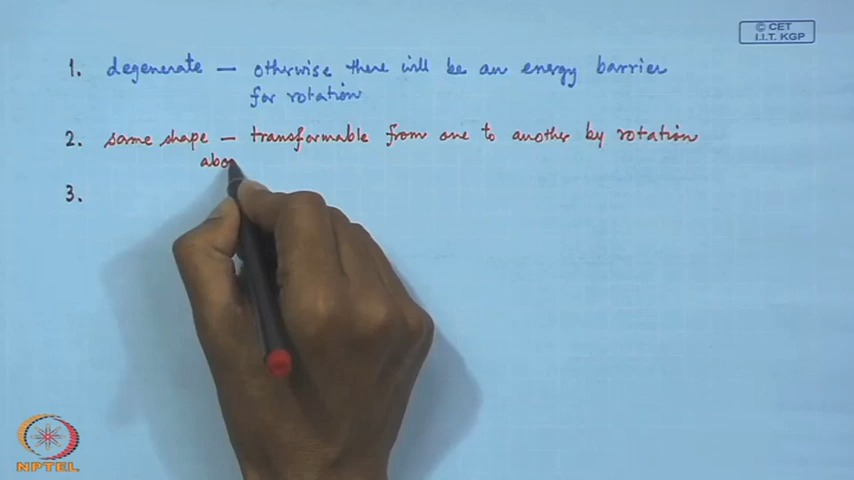 © CET
I.I.T. KGP
1. degenerate — otherwise there will be an energy barrier
for rotation
2. same shape — transformable from one to another by rotation
abo
3.
NPTEL